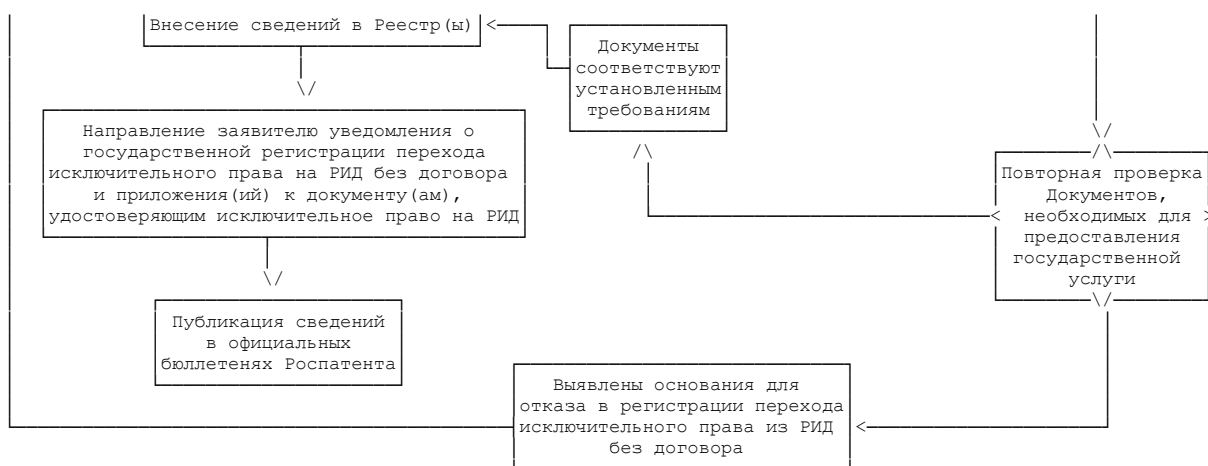 Внесение сведений в Реестр(ы)
Документы
соответствуют
установленным
требованиям
Направление заявителю уведомления о
государственной регистрации перехода
исключительного права на РИД без договора
и приложения(ий) к документу(ам),
удостоверяющим исключительное право на РИД
Повторная проверка
Документов,
необходимых для
предоставления
государственной
услуги
Публикация сведений
в официальных
бюллетенях Роспатента
Выявлены основания для
отказа в регистрации перехода
исключительного права из РИД
без договора